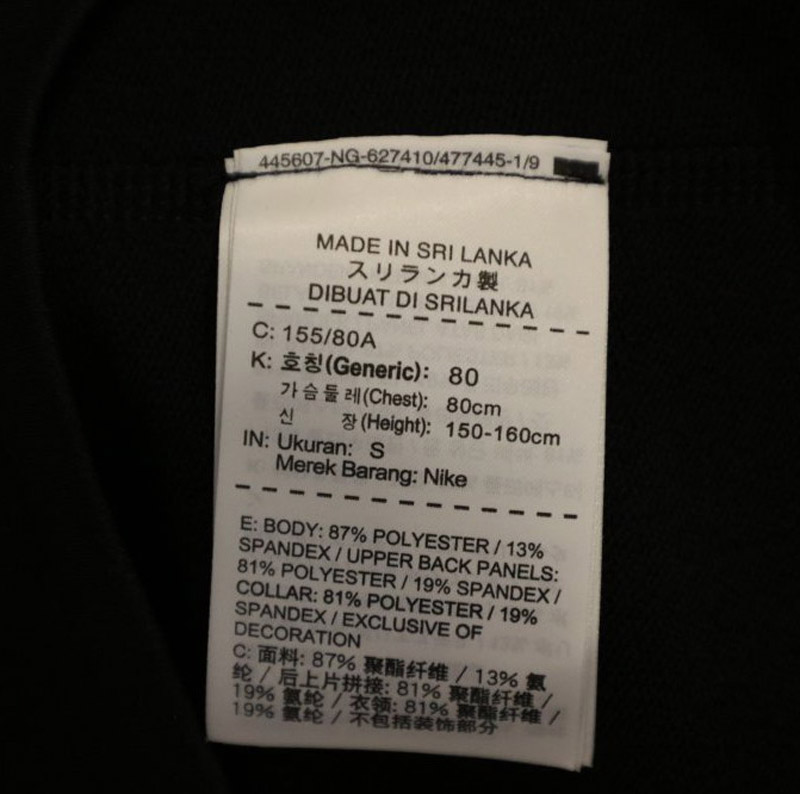 445607-NG-627410/477445-1/9
MADE IN SRI LANKA
スリランカ製
DIBUAT DI SRILANKA
C: 155/80A
K: 호칭(Generic): 80
가슴둘레(Chest): 80cm
신 장(Height): 150-160cm
IN: Ukuran: S
Merek Barang: Nike
E: BODY: 87% POLYESTER / 13%
SPANDEX / UPPER BACK PANELS:
81% POLYESTER / 19% SPANDEX /
COLLAR: 81% POLYESTER / 19%
SPANDEX / EXCLUSIVE OF
DECORATION
C: 面料: 87% 聚酯纤维 / 13% 氨
纶 / 后上片拼接: 81% 聚酯纤维 /
19% 氨纶 / 衣领: 81% 聚酯纤维 /
19% 氨纶 / 不包括装饰部分